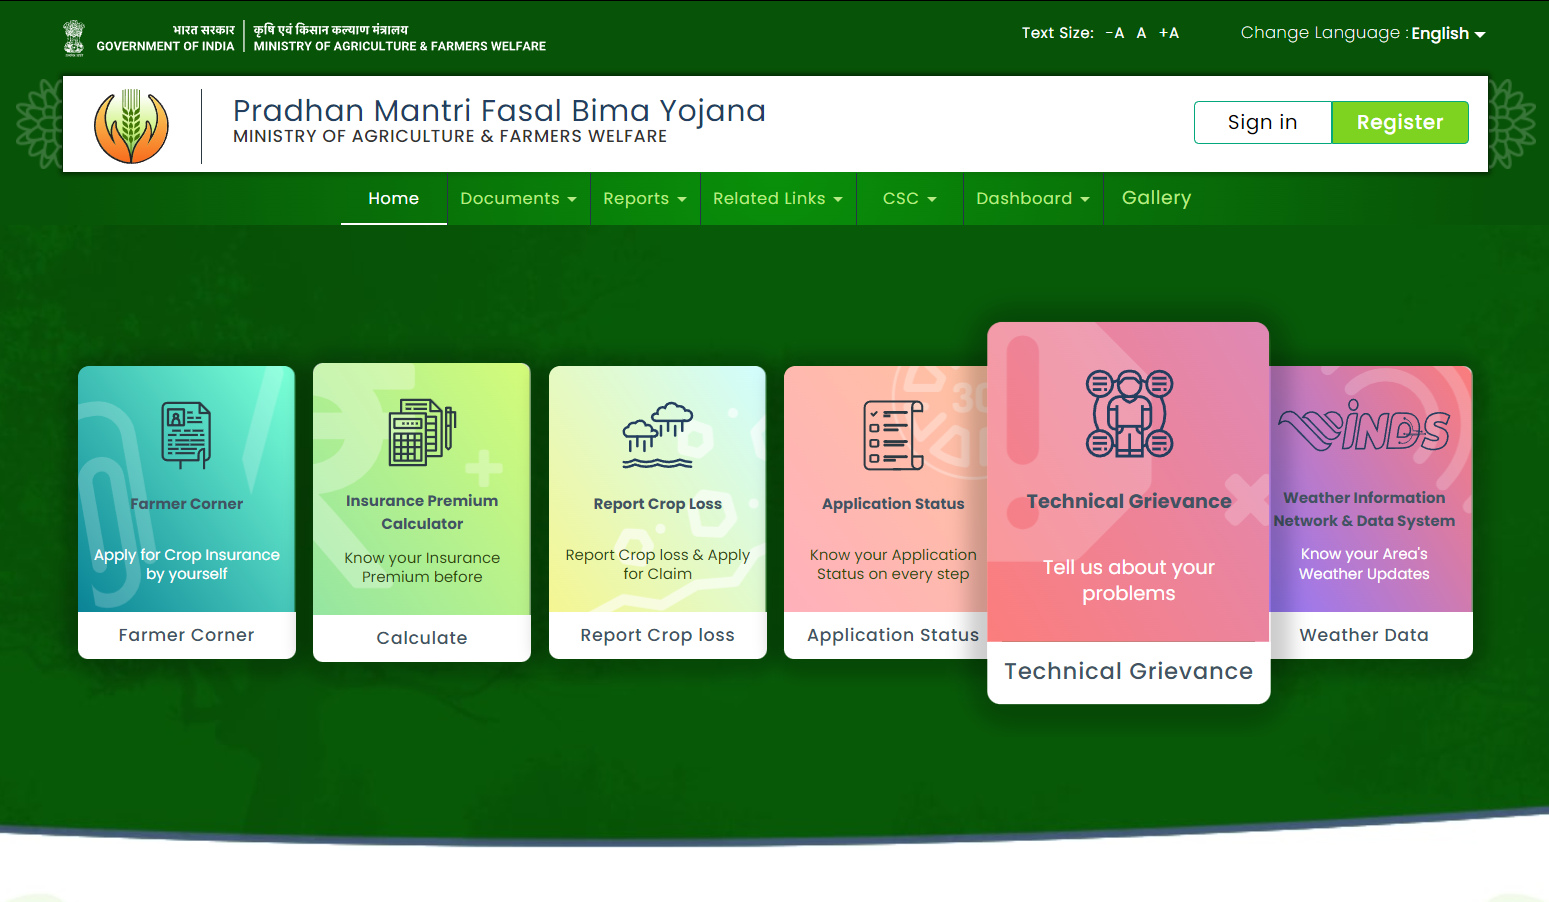 भारत सरकार
GOVERNMENT OF INDIA
कृषि एवं किसान कल्याण मंत्रालय
MINISTRY OF AGRICULTURE & FARMERS WELFARE
Text Size: -A A +A
Change Language : English
Pradhan Mantri Fasal Bima Yojana
MINISTRY OF AGRICULTURE & FARMERS WELFARE
Sign in
Register
Home
Documents
Reports
Related Links
CSC
Dashboard
Gallery
Farmer Corner
Apply for Crop Insurance
by yourself
Farmer Corner
Insurance Premium
Calculator
Know your Insurance
Premium before
Calculate
Report Crop Loss
Report Crop loss & Apply
for Claim
Report Crop loss
30
Application Status
Know your Application
Status on every step
Application Status
Technical Grievance
Tell us about your
problems
Technical Grievance
WINDS
Weather Information
Network & Data System
Know your Area's
Weather Updates
Weather Data